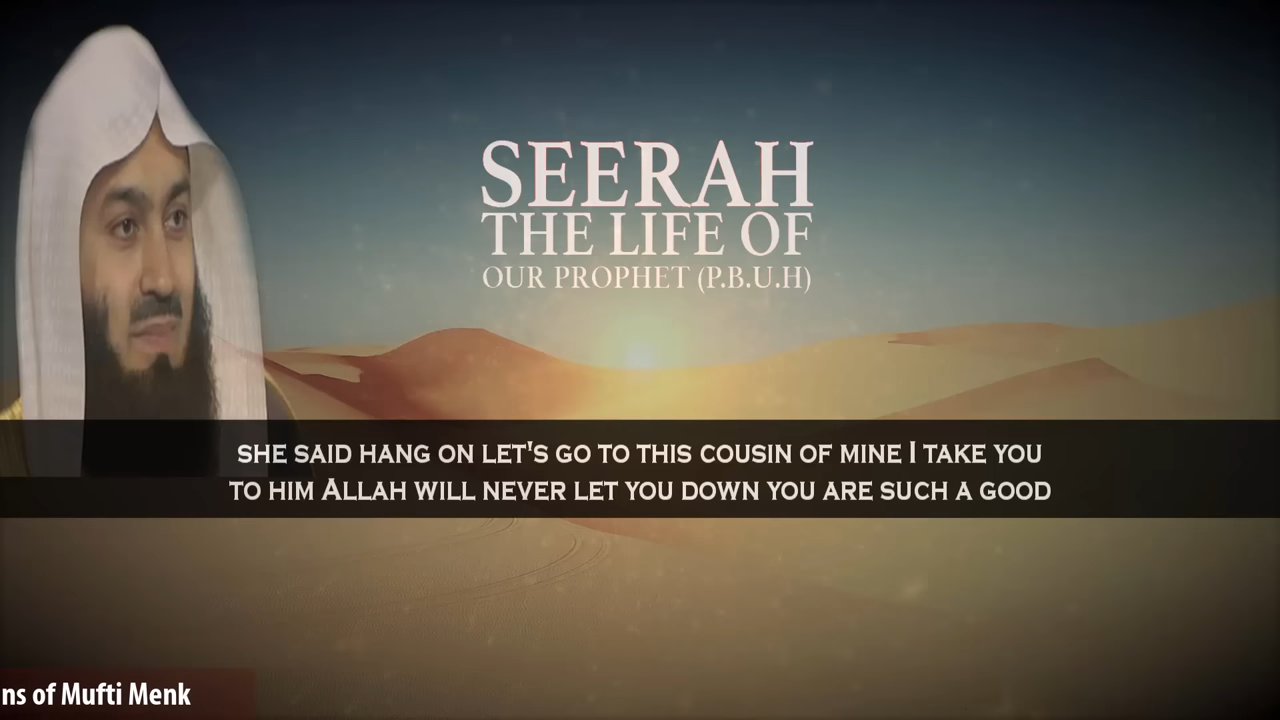 SEERAH
THE LIFE OF
OUR PROPHET (P.B.U.H)
SHE SAID HANG ON LET'S GO TO THIS COUSIN OF MINE I TAKE YOU
TO HIM ALLAH WILL NEVER LET YOU DOWN YOU ARE SUCH A GOOD
ns of Mufti Menk